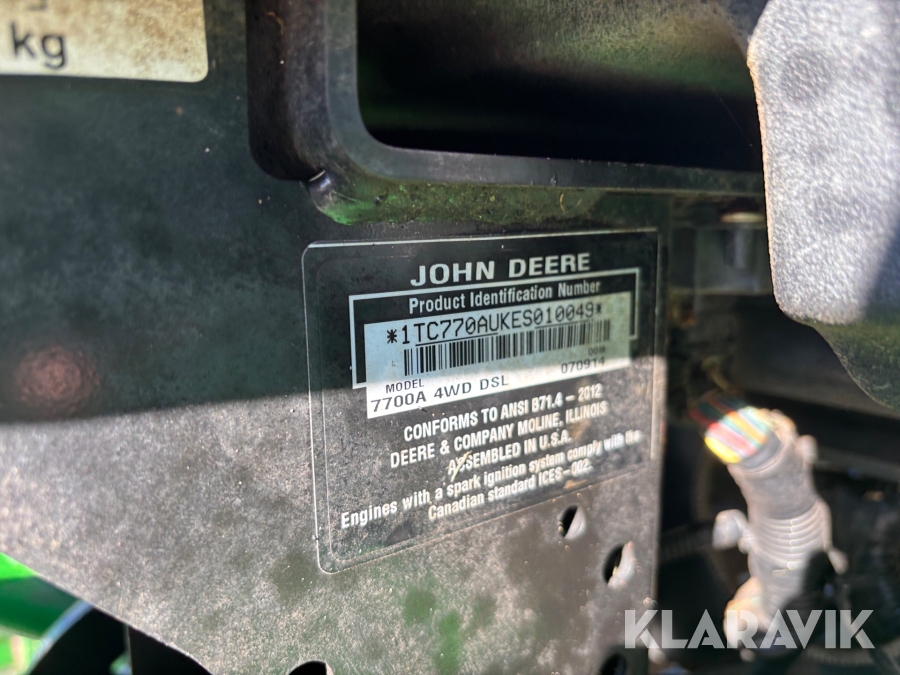 kg
JOHN DEERE
Product Identification Number
*1TC770AUKES010049*
070914
MODEL
7700A 4WD DSL
CONFORMS TO ANSI B71.4 - 2012
DEERE & COMPANY MOLINE, ILLINOIS
ASSEMBLED IN U.S.A.
Engines with a spark ignition system comply with the
Canadian standard ICES-002.
KLARAVIK